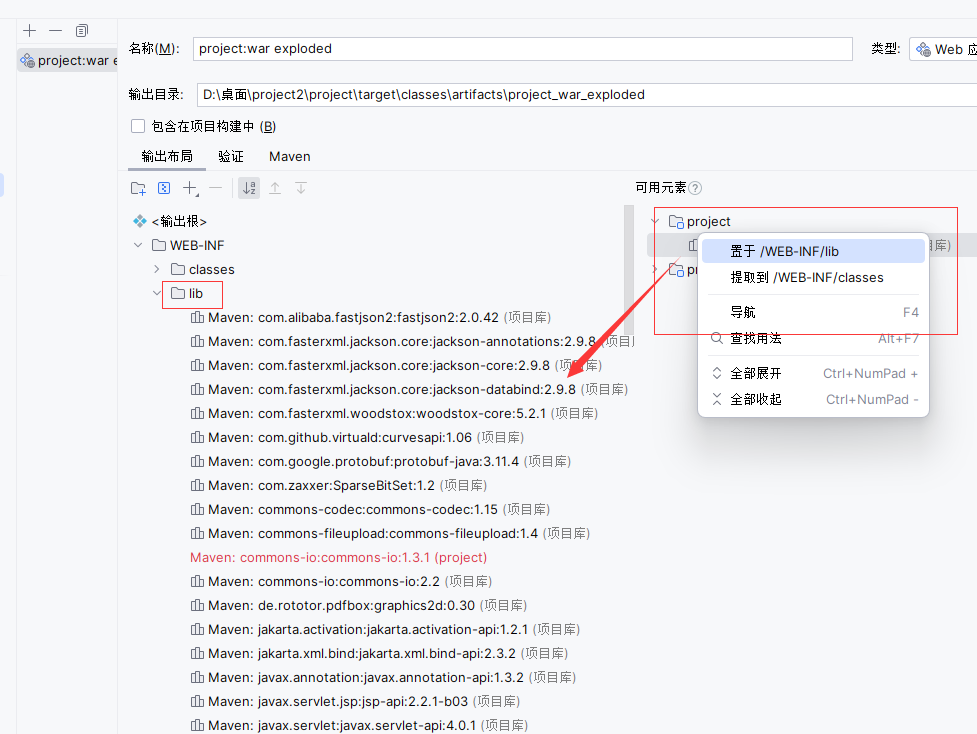 名称(M):
project:war exploded
类型:
Web 应
project:war e
输出目录:
D:\桌面\project2\project\target\classes\artifacts\project_war_exploded
包含在项目构建中 (B)
输出布局
验证
Maven
可用元素
<输出根>
project
WEB-INF
置于 /WEB-INF/lib
库)
classes
pr
提取到 /WEB-INF/classes
lib
导航
F4
Maven: com.alibaba.fastjson2:fastjson2:2.0.42 (项目库)
Maven: com.fasterxml.jackson.core:jackson-annotations:2.9.8 (项目
查找用法
Alt+F7
Maven: com.fasterxml.jackson.core:jackson-core:2.9.8 (项目库)
全部展开
Ctrl+NumPad +
Maven: com.fasterxml.jackson.core:jackson-databind:2.9.8 (项目库)
全部收起
Ctrl+NumPad -
Maven: com.fasterxml.woodstox:woodstox-core:5.2.1 (项目库)
Maven: com.github.virtuald:curvesapi:1.06 (项目库)
Maven: com.google.protobuf:protobuf-java:3.11.4 (项目库)
Maven: com.zaxxer:SparseBitSet:1.2 (项目库)
Maven: commons-codec:commons-codec:1.15 (项目库)
Maven: commons-fileupload:commons-fileupload:1.4 (项目库)
Maven: commons-io:commons-io:1.3.1 (project)
Maven: commons-io:commons-io:2.2 (项目库)
Maven: de.rototor.pdfbox:graphics2d:0.30 (项目库)
Maven: jakarta.activation:jakarta.activation-api:1.2.1 (项目库)
Maven: jakarta.xml.bind:jakarta.xml.bind-api:2.3.2 (项目库)
Maven: javax.annotation:javax.annotation-api:1.3.2 (项目库)
Maven: javax.servlet.jsp:jsp-api:2.2.1-b03 (项目库)
Maven: javax.servlet:javax.servlet-api:4.0.1 (项目库)